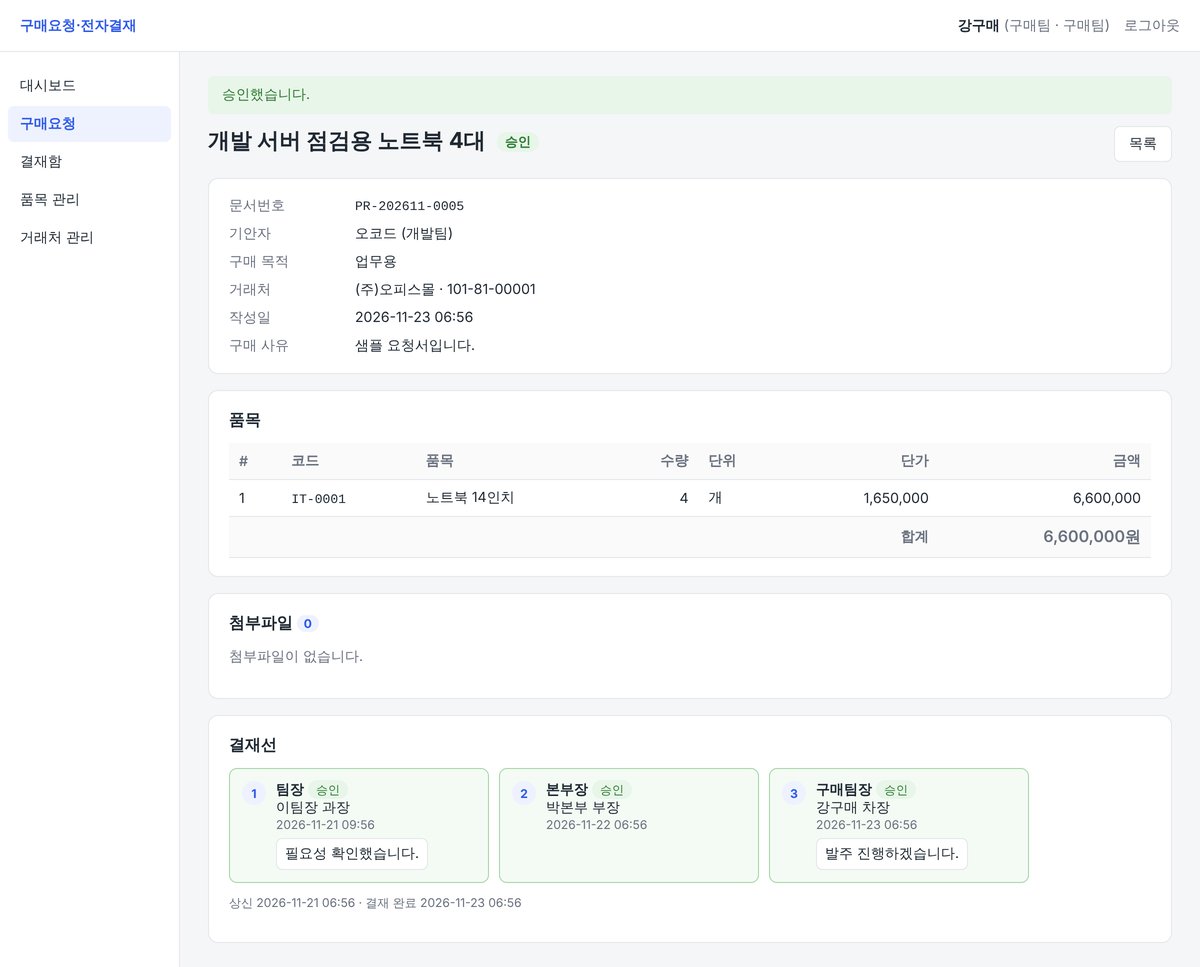 구매요청·전자결재
강구매 (구매팀 · 구매팀) 로그아웃
대시보드
구매요청
결재함
품목 관리
거래처 관리
승인했습니다.
개발 서버 점검용 노트북 4대 승인
목록
문서번호 PR-202611-0005
기안자 오코드 (개발팀)
구매 목적 업무용
거래처 (주)오피스몰 · 101-81-00001
작성일 2026-11-23 06:56
구매 사유 샘플 요청서입니다.
품목
# 코드 품목 수량 단위 단가 금액
1 IT-0001 노트북 14인치 4 개 1,650,000 6,600,000
합계 6,600,000원
첨부파일 0
첨부파일이 없습니다.
결재선
1 팀장 승인
이팀장 과장
2026-11-21 09:56
필요성 확인했습니다.
2 본부장 승인
박본부 부장
2026-11-22 06:56
3 구매팀장 승인
강구매 차장
2026-11-23 06:56
발주 진행하겠습니다.
상신 2026-11-21 06:56 · 결재 완료 2026-11-23 06:56